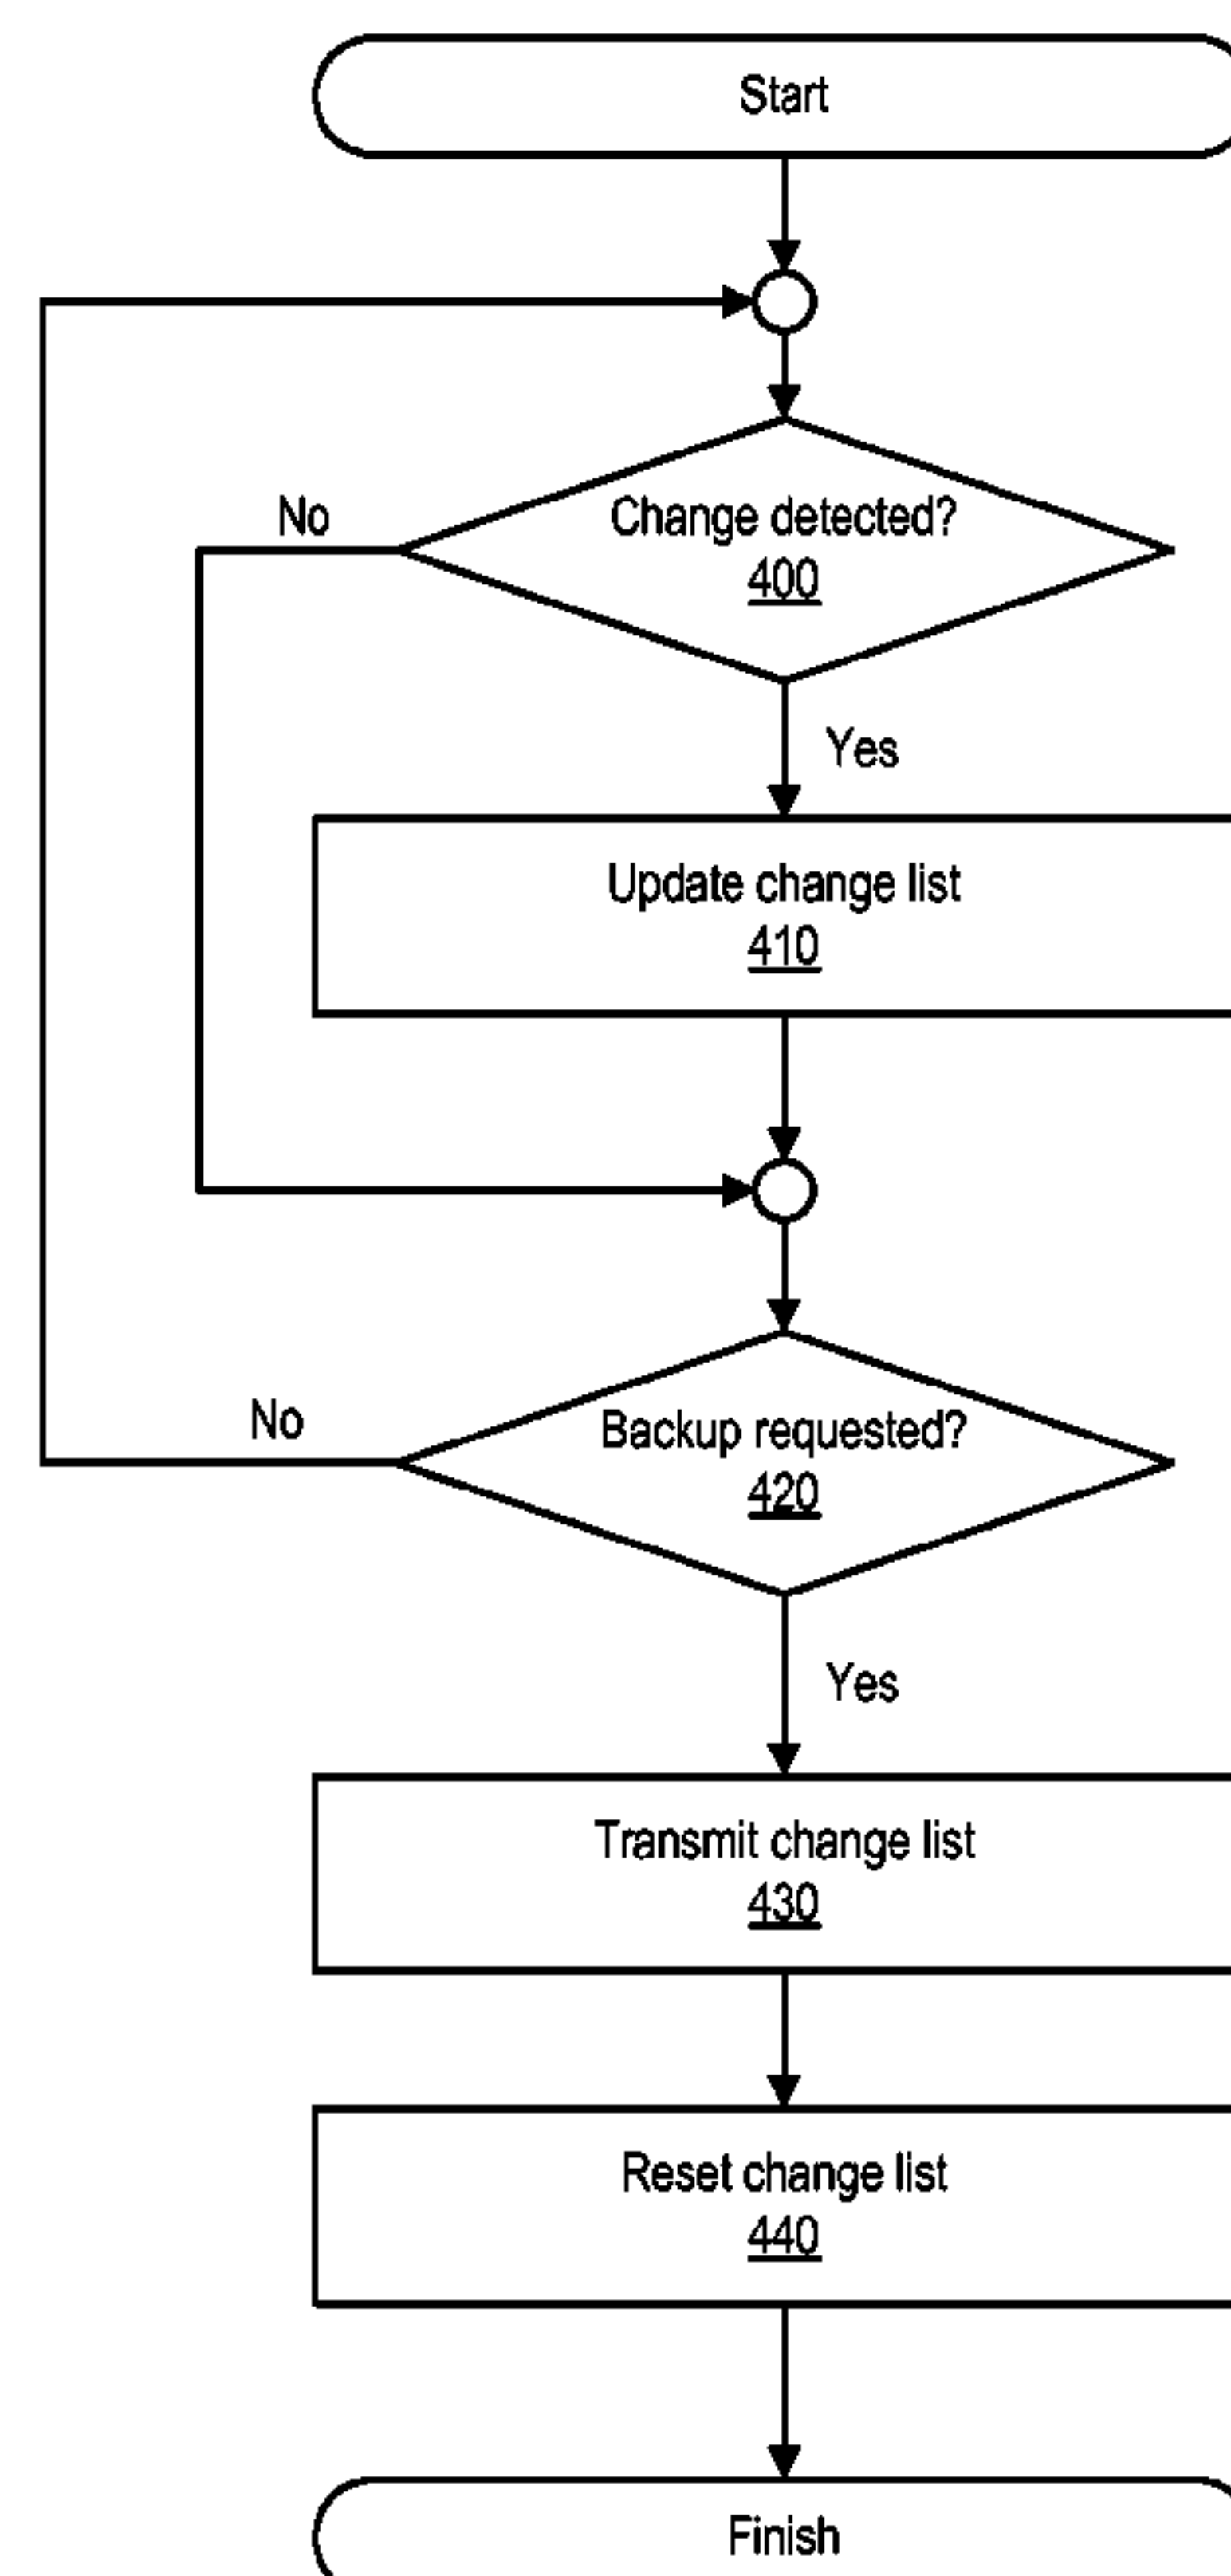 Start
No
Change detected?
400
Yes
Update change list
410
No
Backup requested?
420
Yes
Transmit change list
430
Reset change list
440
Finish